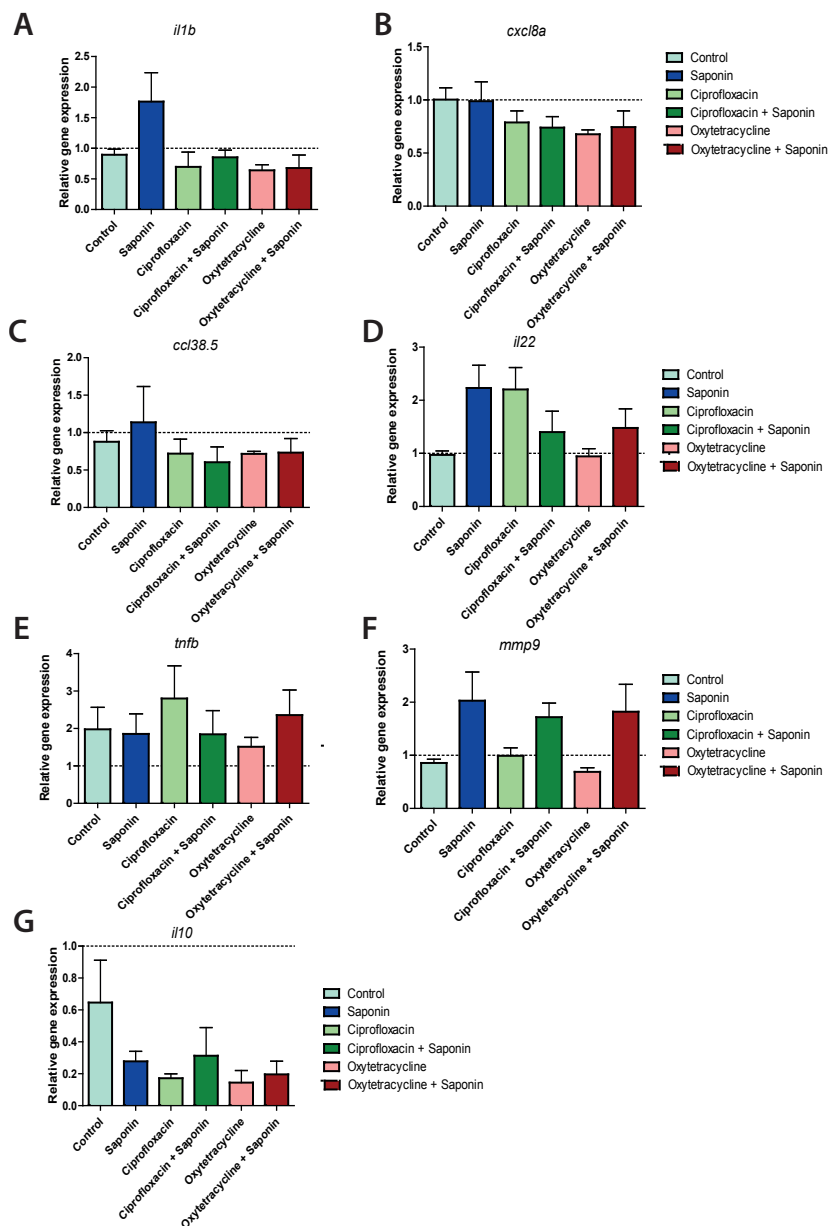 A
il1b
Relative gene expression
2.5
2.0
1.5
1.0
0.5
0.0
Control
Saponin
Ciprofloxacin
Ciprofloxacin + Saponin
Oxytetracycline
Oxytetracycline + Saponin
B
cxcl8a
Relative gene expression
1.5
1.0
0.5
0.0
Control
Saponin
Ciprofloxacin
Ciprofloxacin + Saponin
Oxytetracycline
Oxytetracycline + Saponin
Control
Saponin
Ciprofloxacin
Ciprofloxacin + Saponin
Oxytetracycline
Oxytetracycline + Saponin
C
ccl38.5
Relative gene expression
2.0
1.5
1.0
0.5
0.0
Control
Saponin
Ciprofloxacin
Ciprofloxacin + Saponin
Oxytetracycline
Oxytetracycline + Saponin
D
il22
Relative gene expression
3
2
1
0
Control
Saponin
Ciprofloxacin
Ciprofloxacin + Saponin
Oxytetracycline
Oxytetracycline + Saponin
Control
Saponin
Ciprofloxacin
Ciprofloxacin + Saponin
Oxytetracycline
Oxytetracycline + Saponin
E
tnfb
Relative gene expression
4
3
2
1
0
Control
Saponin
Ciprofloxacin
Ciprofloxacin + Saponin
Oxytetracycline
Oxytetracycline + Saponin
F
mmp9
Relative gene expression
3
2
1
0
Control
Saponin
Ciprofloxacin
Ciprofloxacin + Saponin
Oxytetracycline
Oxytetracycline + Saponin
Control
Saponin
Ciprofloxacin
Ciprofloxacin + Saponin
Oxytetracycline
Oxytetracycline + Saponin
G
il10
Relative gene expression
1.0
0.8
0.6
0.4
0.2
0.0
Control
Saponin
Ciprofloxacin
Ciprofloxacin + Saponin
Oxytetracycline
Oxytetracycline + Saponin
Control
Saponin
Ciprofloxacin
Ciprofloxacin + Saponin
Oxytetracycline
Oxytetracycline + Saponin